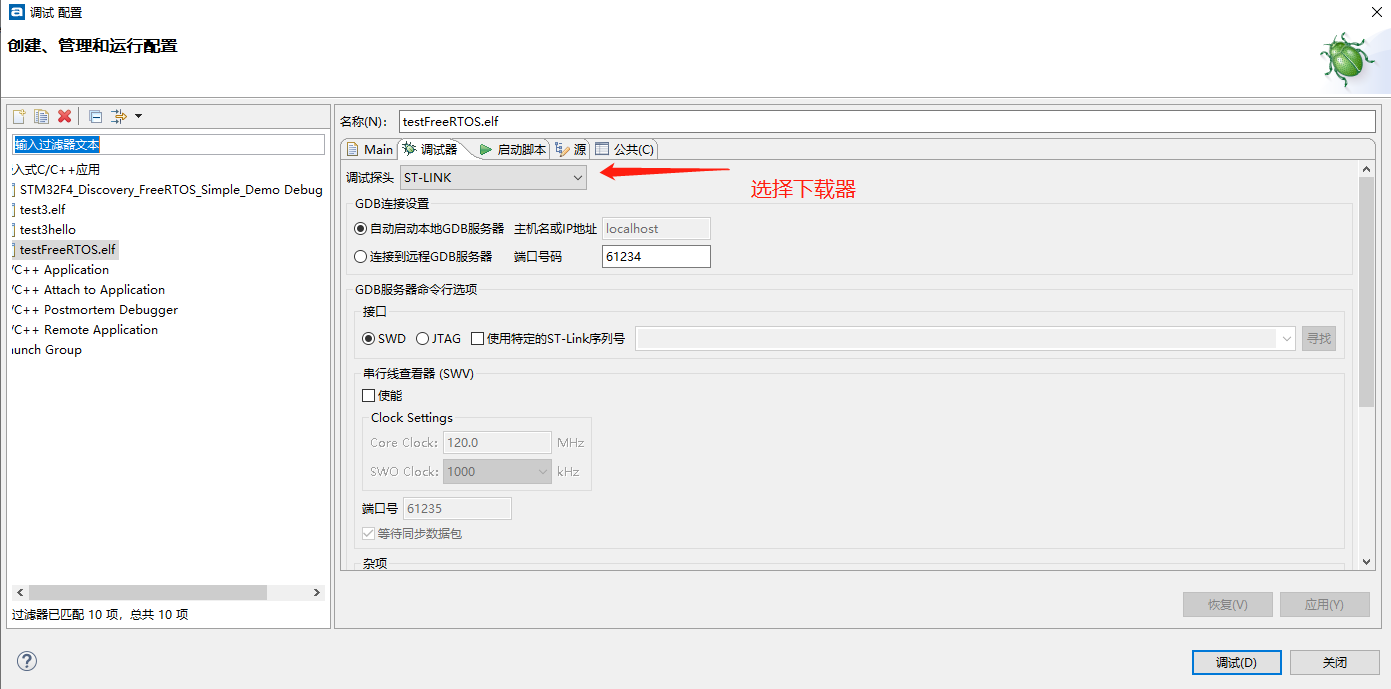 调试 配置
创建、管理和运行配置
输入过滤器文本
入式C/C++应用
STM32F4_Discovery_FreeRTOS_Simple_Demo Debug
test3.elf
test3hello
testFreeRTOS.elf
/C++ Application
/C++ Attach to Application
/C++ Postmortem Debugger
/C++ Remote Application
unch Group
过滤器已匹配 10 项，总共 10 项
名称(N)： testFreeRTOS.elf
Main 调试器 启动脚本 源 公共(C)
调试探头 ST-LINK
选择下载器
GDB连接设置
自动启动本地GDB服务器 主机名或IP地址 localhost
连接到远程GDB服务器 端口号码 61234
GDB服务器命令行选项
接口
SWD JTAG 使用特定的ST-Link序列号 寻找
串行线查看器 (SWV)
使能
Clock Settings
Core Clock: 120.0 MHz
SWO Clock: 1000 kHz
端口号 61235
等待同步数据包
杂项
恢复(V) 应用(Y)
调试(D) 关闭